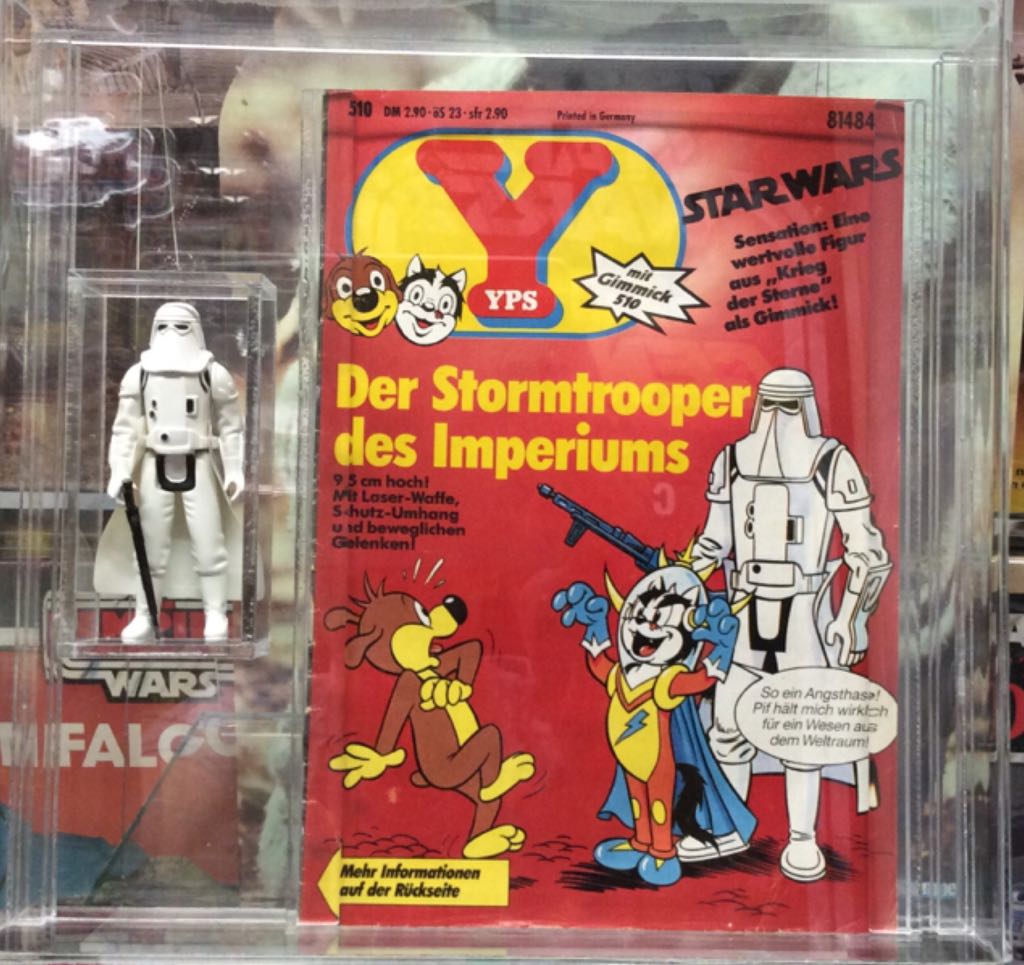 510 DM 2.90 · öS 23 · sfr 2.90 Printed in Germany 81484
Y
YPS
mit
Gimmick
510
STAR WARS
Sensation: Eine
wertvolle Figur
aus „Krieg
der Sterne"
als Gimmick!
Der Stormtrooper
des Imperiums
9,5 cm hoch!
Mit Laser-Waffe,
Schutz-Umhang
und beweglichen
Gelenken!
So ein Angsthase!
Pif hält mich wirklich
für ein Wesen aus
dem Weltraum!
Mehr Informationen
auf der Rückseite
WARS